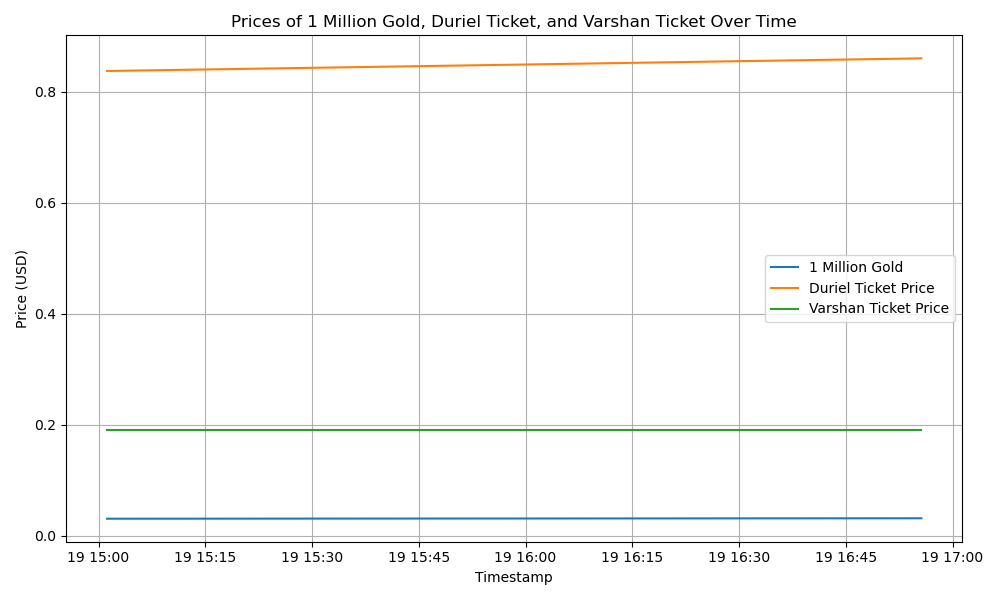 Prices of 1 Million Gold, Duriel Ticket, and Varshan Ticket Over Time
Price (USD)
0.8
0.6
0.4
0.2
0.0
1 Million Gold
Duriel Ticket Price
Varshan Ticket Price
19 15:00 19 15:15 19 15:30 19 15:45 19 16:00 19 16:15 19 16:30 19 16:45 19 17:00
Timestamp